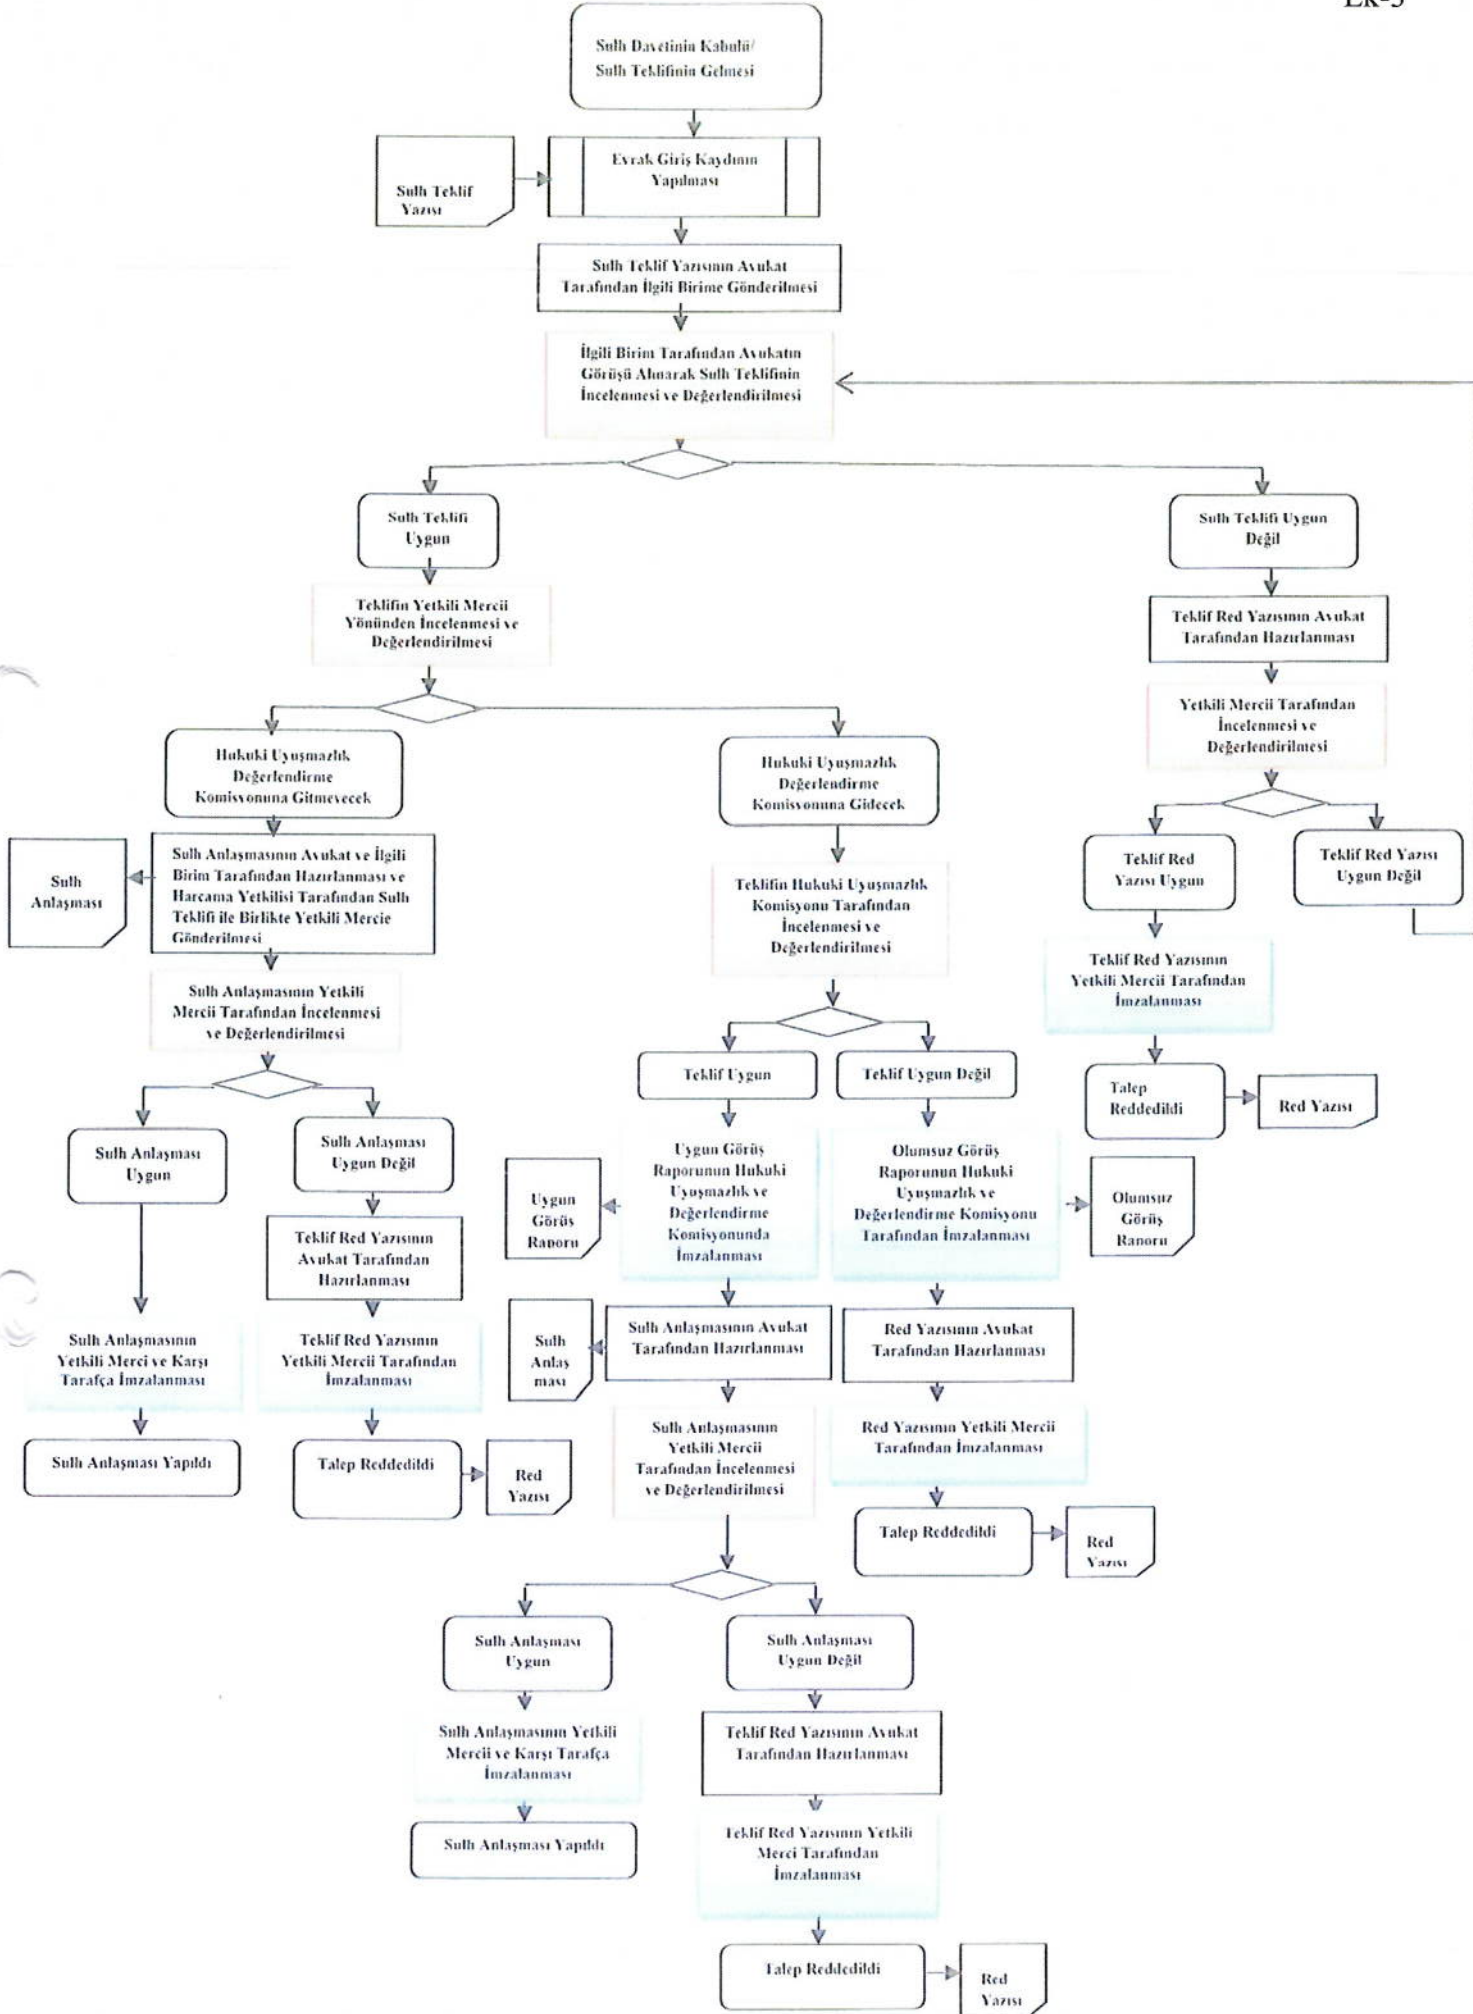 Ek-3
Sulh Davetinin Kabulü/
Sulh Teklifinin Gelmesi
Evrak Giriş Kaydının
Yapılması
Sulh Teklif
Yazısı
Sulh Teklif Yazısının Avukat
Tarafından İlgili Birime Gönderilmesi
İlgili Birim Tarafından Avukatın
Görüşü Alınarak Sulh Teklifinin
İncelenmesi ve Değerlendirilmesi
Sulh Teklifi
Uygun
Sulh Teklifi Uygun
Değil
Teklifin Yetkili Mercii
Yönünden İncelenmesi ve
Değerlendirilmesi
Teklif Red Yazısının Avukat
Tarafından Hazırlanması
Yetkili Mercii Tarafından
İncelenmesi ve
Değerlendirilmesi
Hukuki Uyuşmazlık
Değerlendirme
Komisyonuna Gitmeyecek
Hukuki Uyuşmazlık
Değerlendirme
Komisyonuna Gidecek
Teklif Red
Yazısı Uygun
Teklif Red Yazısı
Uygun Değil
Sulh
Anlaşması
Sulh Anlaşmasının Avukat ve İlgili
Birim Tarafından Hazırlanması ve
Harcama Yetkilisi Tarafından Sulh
Teklifi ile Birlikte Yetkili Mercie
Gönderilmesi
Teklifin Hukuki Uyuşmazlık
Komisyonu Tarafından
İncelenmesi ve
Değerlendirilmesi
Teklif Red Yazısının
Yetkili Mercii Tarafından
İmzalanması
Sulh Anlaşmasının Yetkili
Mercii Tarafından İncelenmesi
ve Değerlendirilmesi
Teklif Uygun
Teklif Uygun Değil
Talep
Reddedildi
Red Yazısı
Sulh Anlaşması
Uygun
Sulh Anlaşması
Uygun Değil
Uygun
Görüş
Raporu
Uygun Görüş
Raporunun Hukuki
Uyuşmazlık ve
Değerlendirme
Komisyonunda
İmzalanması
Olumsuz Görüş
Raporunun Hukuki
Uyuşmazlık ve
Değerlendirme Komisyonu
Tarafından İmzalanması
Olumsuz
Görüş
Raporu
Teklif Red Yazısının
Avukat Tarafından
Hazırlanması
Sulh Anlaşmasının
Yetkili Merci ve Karşı
Tarafça İmzalanması
Teklif Red Yazısının
Yetkili Mercii Tarafından
İmzalanması
Sulh
Anlaş
ması
Sulh Anlaşmasının Avukat
Tarafından Hazırlanması
Red Yazısının Avukat
Tarafından Hazırlanması
Sulh Anlaşması Yapıldı
Talep Reddedildi
Red
Yazısı
Sulh Anlaşmasının
Yetkili Mercii
Tarafından İncelenmesi
ve Değerlendirilmesi
Red Yazısının Yetkili Mercii
Tarafından İmzalanması
Talep Reddedildi
Red
Yazısı
Sulh Anlaşması
Uygun
Sulh Anlaşması
Uygun Değil
Sulh Anlaşmasının Yetkili
Mercii ve Karşı Tarafça
İmzalanması
Teklif Red Yazısının Avukat
Tarafından Hazırlanması
Sulh Anlaşması Yapıldı
Teklif Red Yazısının Yetkili
Merci Tarafından
İmzalanması
Talep Reddedildi
Red
Yazısı